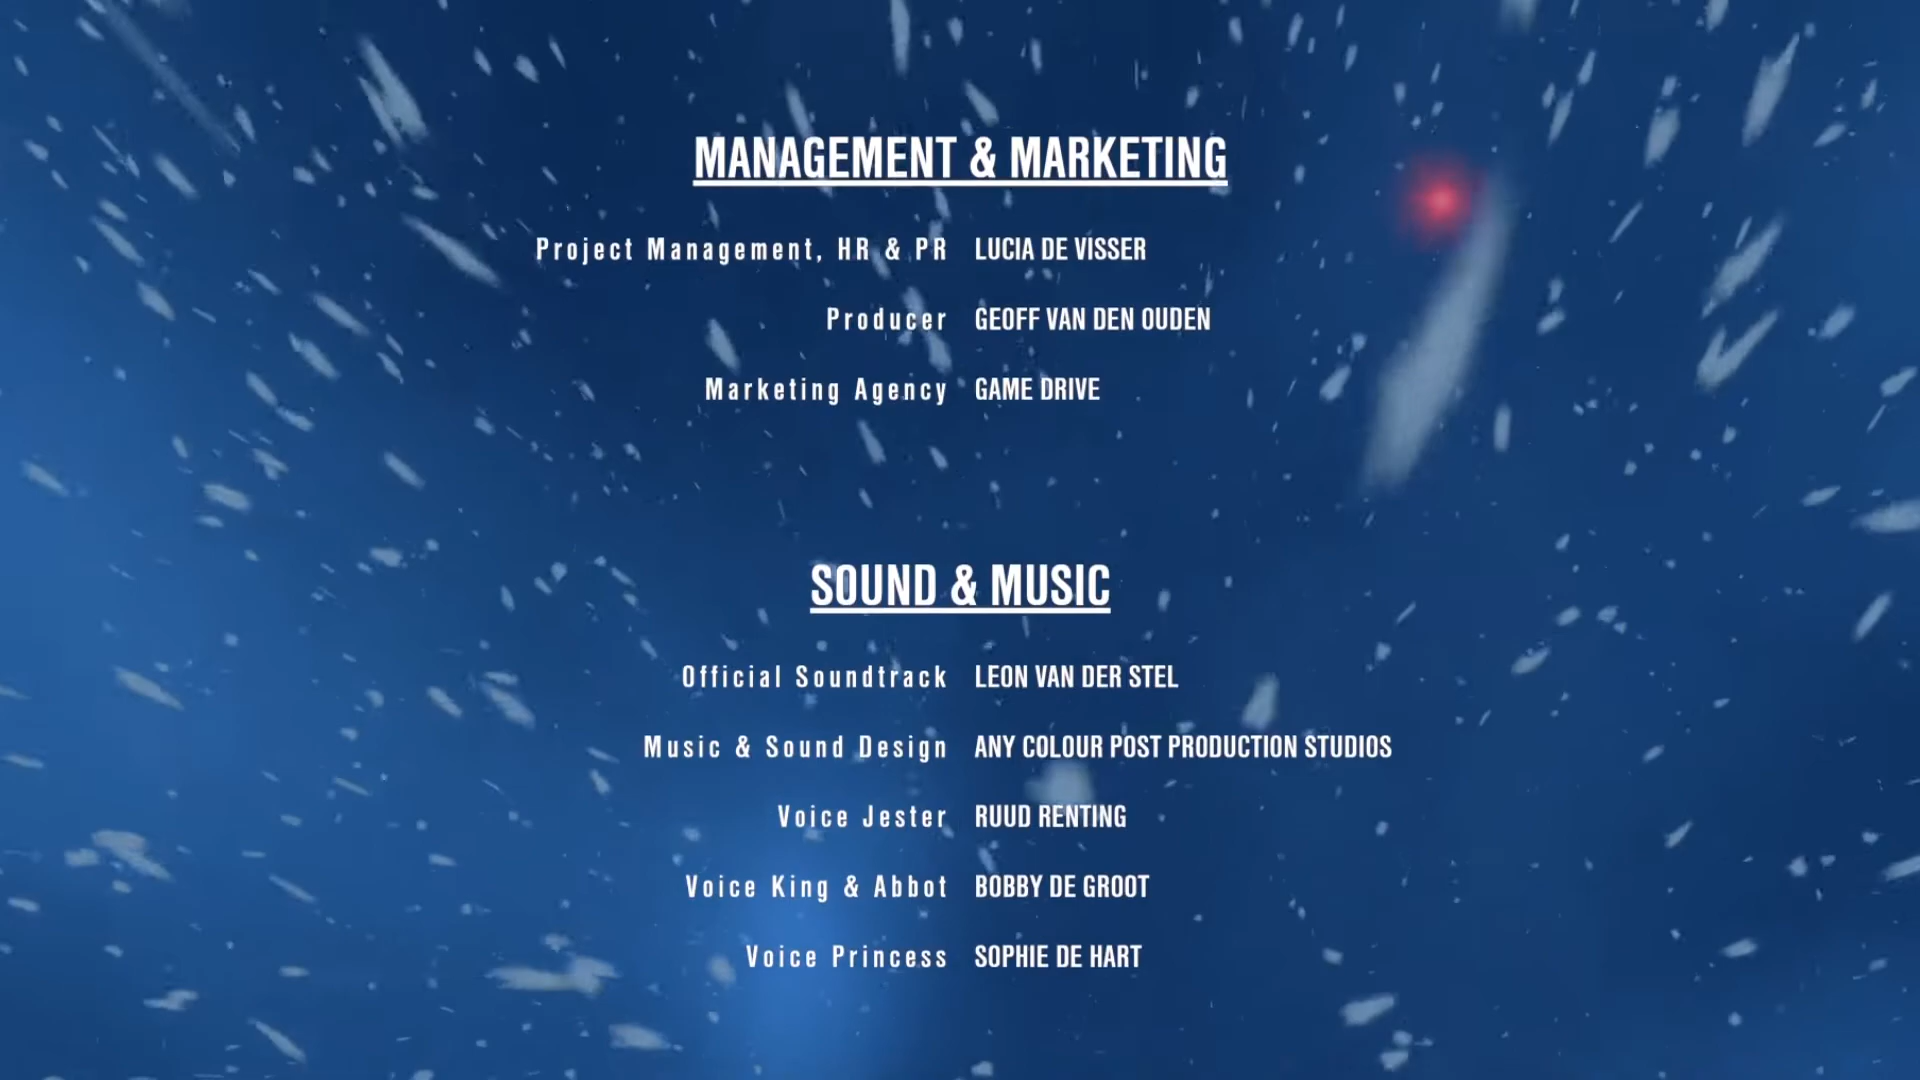 MANAGEMENT & MARKETING
Project Management, HR & PR LUCIA DE VISSER
Producer GEOFF VAN DEN OUDEN
Marketing Agency GAME DRIVE
SOUND & MUSIC
Official Soundtrack LEON VAN DER STEL
Music & Sound Design ANY COLOUR POST PRODUCTION STUDIOS
Voice Jester RUUD RENTING
Voice King & Abbot BOBBY DE GROOT
Voice Princess SOPHIE DE HART